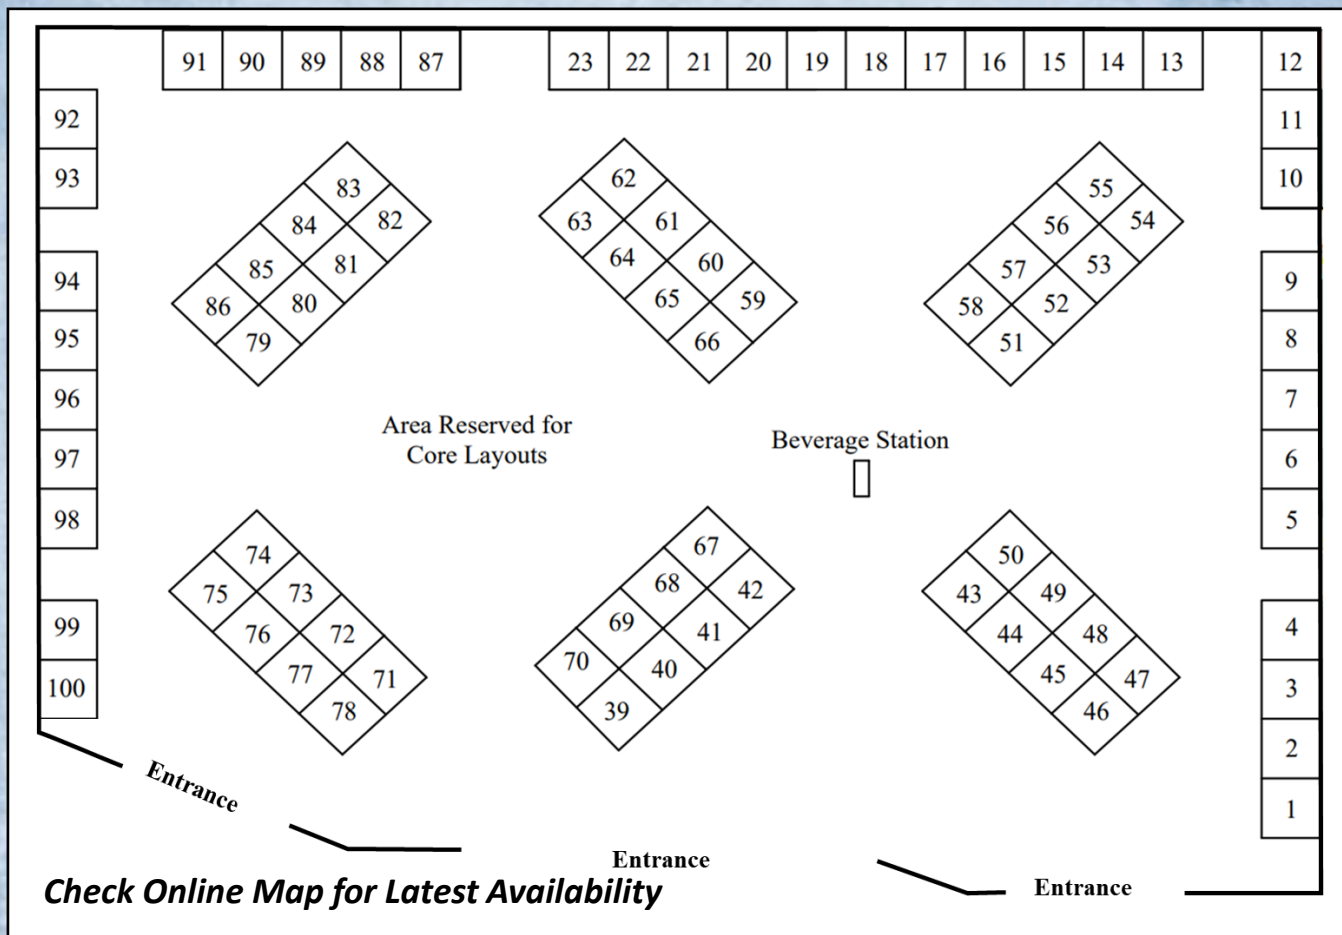 91 90 89 88 87 23 22 21 20 19 18 17 16 15 14 13 12
92 11
93 10
83 62 55
84 82 63 61 56 54
85 81 64 60 57 53
94 9
86 80 65 59 58 52
95 79 66 51 8
96 7
Area Reserved for
Core Layouts
Beverage Station
97 6
98 5
74 67 50
75 73 68 42 43 49
99 76 72 69 41 44 48 4
100 77 71 70 40 45 47 3
78 39 46
2
1
Entrance
Entrance
Entrance
Check Online Map for Latest Availability